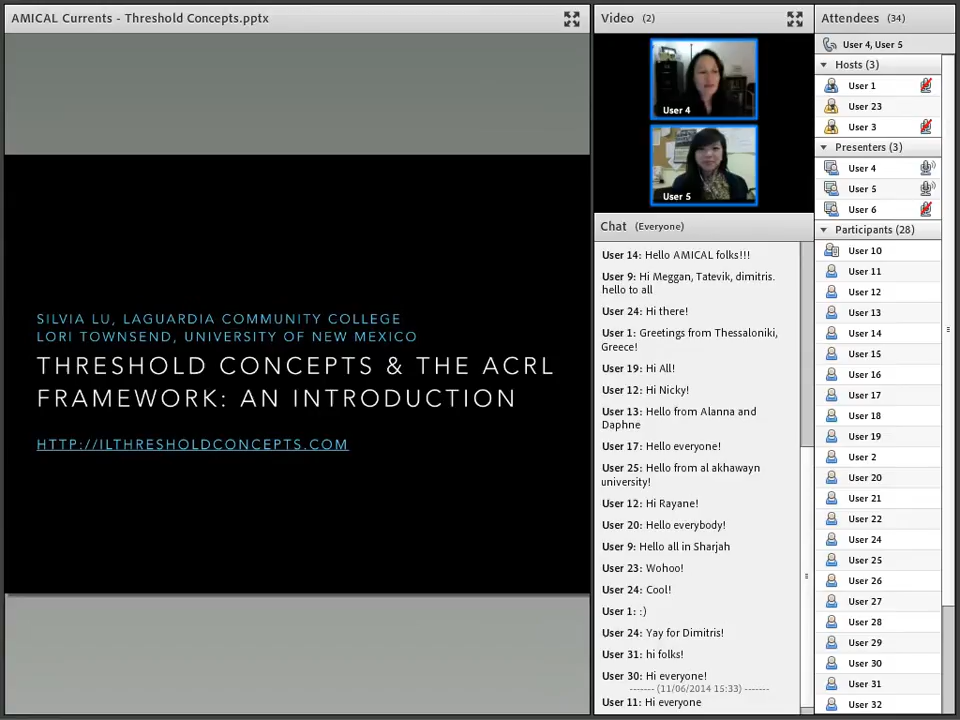 AMICAL Currents - Threshold Concepts.pptx
SILVIA LU, LAGUARDIA COMMUNITY COLLEGE
LORI TOWNSEND, UNIVERSITY OF NEW MEXICO
THRESHOLD CONCEPTS & THE ACRL
FRAMEWORK: AN INTRODUCTION
HTTP://ILTHRESHOLDCONCEPTS.COM
Video (2)
User 4
User 5
Chat (Everyone)
User 14: Hello AMICAL folks!!!
User 9: Hi Meggan, Tatevik, dimitris.
hello to all
User 24: Hi there!
User 1: Greetings from Thessaloniki,
Greece!
User 19: Hi All!
User 12: Hi Nicky!
User 13: Hello from Alanna and
Daphne
User 17: Hello everyone!
User 25: Hello from al akhawayn
university!
User 12: Hi Rayane!
User 20: Hello everybody!
User 9: Hello all in Sharjah
User 23: Wohoo!
User 24: Cool!
User 1: :)
User 24: Yay for Dimitris!
User 31: hi folks!
User 30: Hi everyone!
------- (11/06/2014 15:33) -------
User 11: Hi everyone
Attendees (34)
User 4, User 5
Hosts (3)
User 1
User 23
User 3
Presenters (3)
User 4
User 5
User 6
Participants (28)
User 10
User 11
User 12
User 13
User 14
User 15
User 16
User 17
User 18
User 19
User 2
User 20
User 21
User 22
User 24
User 25
User 26
User 27
User 28
User 29
User 30
User 31
User 32